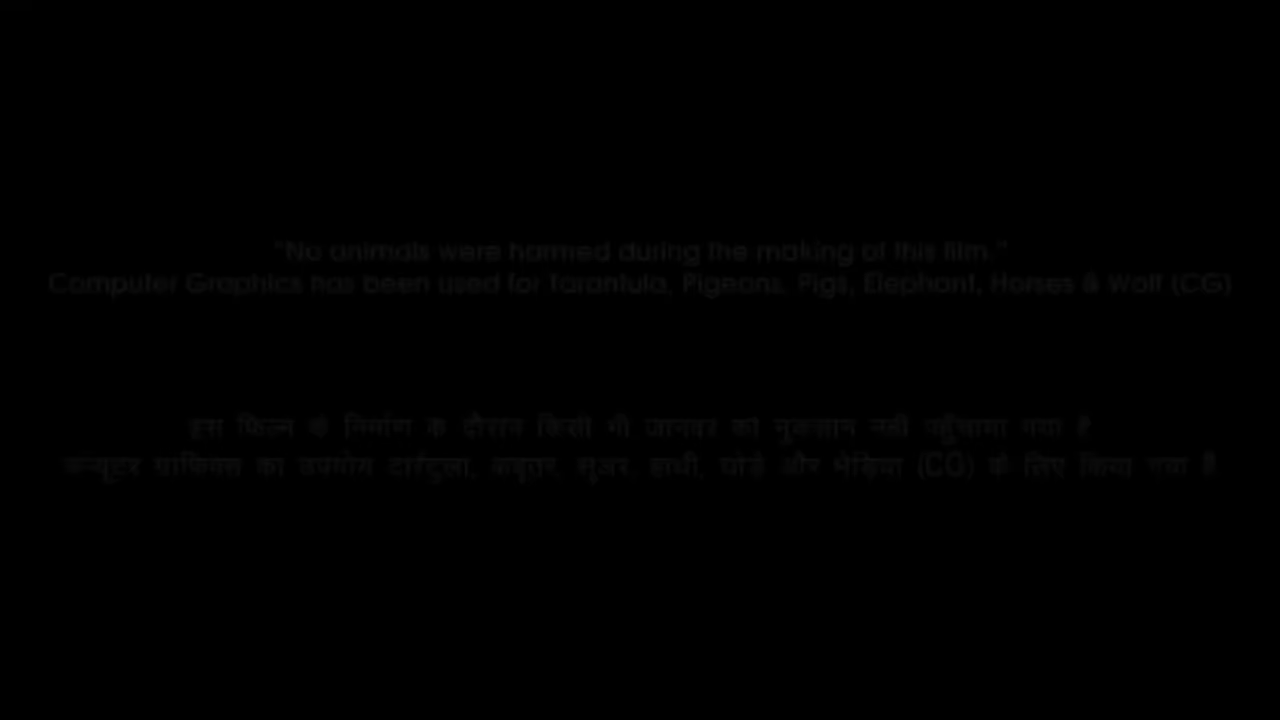 "No animals were harmed during the making of this film."
Computer Graphics has been used for Tarantula, Pigeons, Pigs, Elephant, Horses & Wolf (CG)
इस फिल्म के निर्माण के दौरान किसी भी जानवर को नुकसान नहीं पहुँचाया गया है
कंप्यूटर ग्राफिक्स का उपयोग टारेंटुला, कबूतर, सूअर, हाथी, घोड़े और भेड़िया (CG) के लिए किया गया है